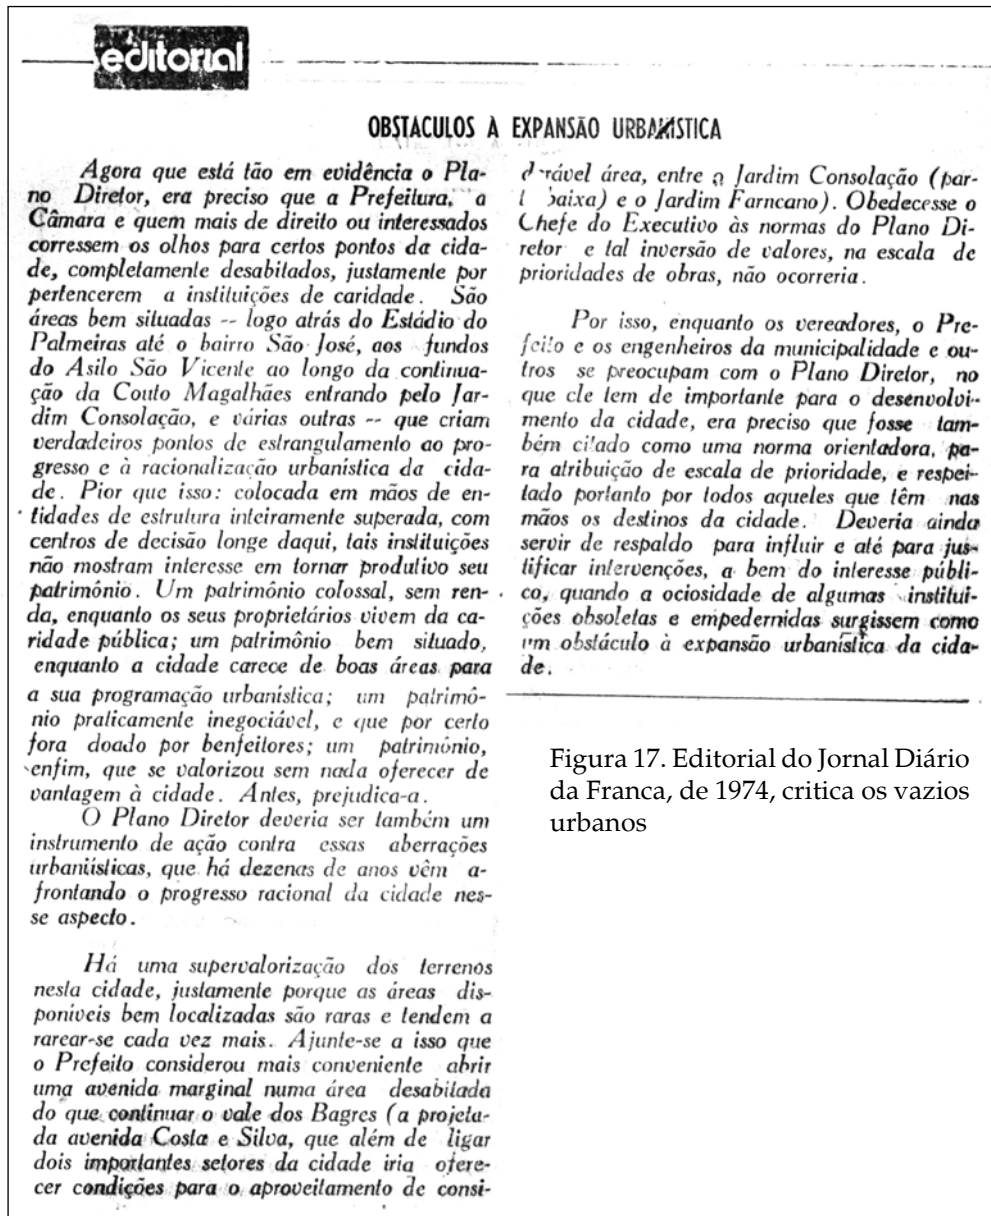 editorial
OBSTACULOS À EXPANSÃO URBANISTICA
Agora que está tão em evidência o Pla-
no Diretor, era preciso que a Prefeitura, a
Câmara e quem mais de direito ou interessados
corressem os olhos para certos pontos da cida-
de, completamente desabilados, justamente por
pertencerem a instituições de caridade. São
áreas bem situadas -- logo atrás do Estádio do
Palmeiras até o bairro São José, aos fundos
do Asilo São Vicente ao longo da continua-
ção da Couto Magalhães entrando pelo Jar-
dim Consolação, e várias outras -- que criam
verdadeiros pontos de estrangulamento ao pro-
gresso e à racionalização urbanística da cida-
de. Pior que isso: colocada em mãos de en-
tidades de estrutura inteiramente superada, com
centros de decisão longe daqui, tais instituições
não mostram interesse em tornar produtivo seu
patrimônio. Um patrimônio colossal, sem ren-
da, enquanto os seus proprietários vivem da ca-
ridade pública; um patrimônio bem situado,
enquanto a cidade carece de boas áreas para
a sua programação urbanística; um patrimô-
nio praticamente inegociável, e que por certo
fora doado por benfeitores; um patrimônio,
enfim, que se valorizou sem nada oferecer de
vantagem à cidade. Antes, prejudica-a.
O Plano Diretor deveria ser também um
instrumento de ação contra essas aberrações
urbaniísticas, que há dezenas de anos vêm a-
frontando o progresso racional da cidade nes-
se aspecto.
Há uma supervalorização dos terrenos
nesta cidade, justamente porque as áreas dis-
poníveis bem localizadas são raras e tendem a
rarear-se cada vez mais. Ajunte-se a isso que
o Prefeito considerou mais conveniente abrir
uma avenida marginal numa área desabitada
do que continuar o vale dos Bagres (a projeta-
da avenida Costa e Silva, que além de ligar
dois importantes setores da cidade iria ofere-
cer condições para o aproveitamento de consi-
área, entre o Jardim Consolação (par-
baixa) e o Jardim Farncano). Obedecesse o
Chefe do Executivo às normas do Plano Di-
retor e tal inversão de valores, na escala de
prioridades de obras, não ocorreria.
Por isso, enquanto os vereadores, o Pre-
feito e os engenheiros da municipalidade e ou-
tros se preocupam com o Plano Diretor, no
que ele tem de importante para o desenvolvi-
mento da cidade, era preciso que fosse tam-
bém citado como uma norma orientadora, pa-
ra atribuição de escala de prioridade, e respei-
tado portanto por todos aqueles que têm nas
mãos os destinos da cidade. Deveria ainda
servir de respaldo para influir e até para jus-
tificar intervenções, a bem do interesse públi-
co, quando a ociosidade de algumas institui-
ções obsoletas e empedernidas surgissem como
um obstáculo à expansão urbanística da cida-
de.
Figura 17. Editorial do Jornal Diário
da Franca, de 1974, critica os vazios
urbanos